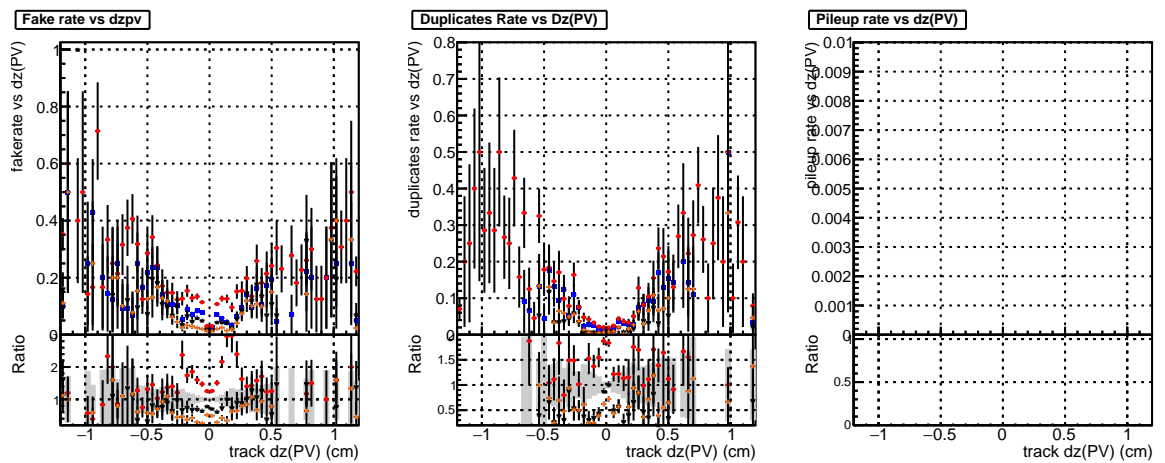 Fake rate vs dzpv
fakerate vs dz(PV)
1
0.8
0.6
0.4
0.2
0
Ratio
2
1
−1 −0.5 0 0.5 1
track dz(PV) (cm)
Duplicates Rate vs Dz(PV)
duplicates rate vs dz(PV)
0.8
0.7
0.6
0.5
0.4
0.3
0.2
0.1
0
Ratio
1.5
1.0
0.5
−1 −0.5 0 0.5 1
track dz(PV) (cm)
Pileup rate vs dz(PV)
pileup rate vs dz(PV)
0.01
0.009
0.008
0.007
0.006
0.005
0.004
0.003
0.002
0.001
0
Ratio
1
0.5
0
−1 −0.5 0 0.5 1
track dz(PV) (cm)